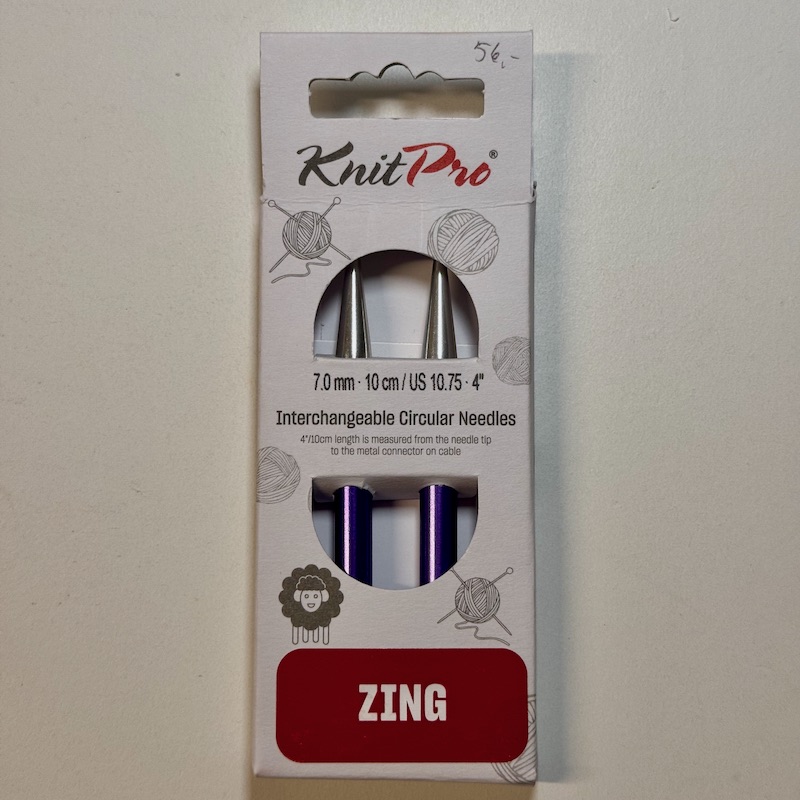 56,-
KnitPro®
7.0 mm · 10 cm / US 10.75 · 4"
Interchangeable Circular Needles
4"/10cm length is measured from the needle tip
to the metal connector on cable
ZING